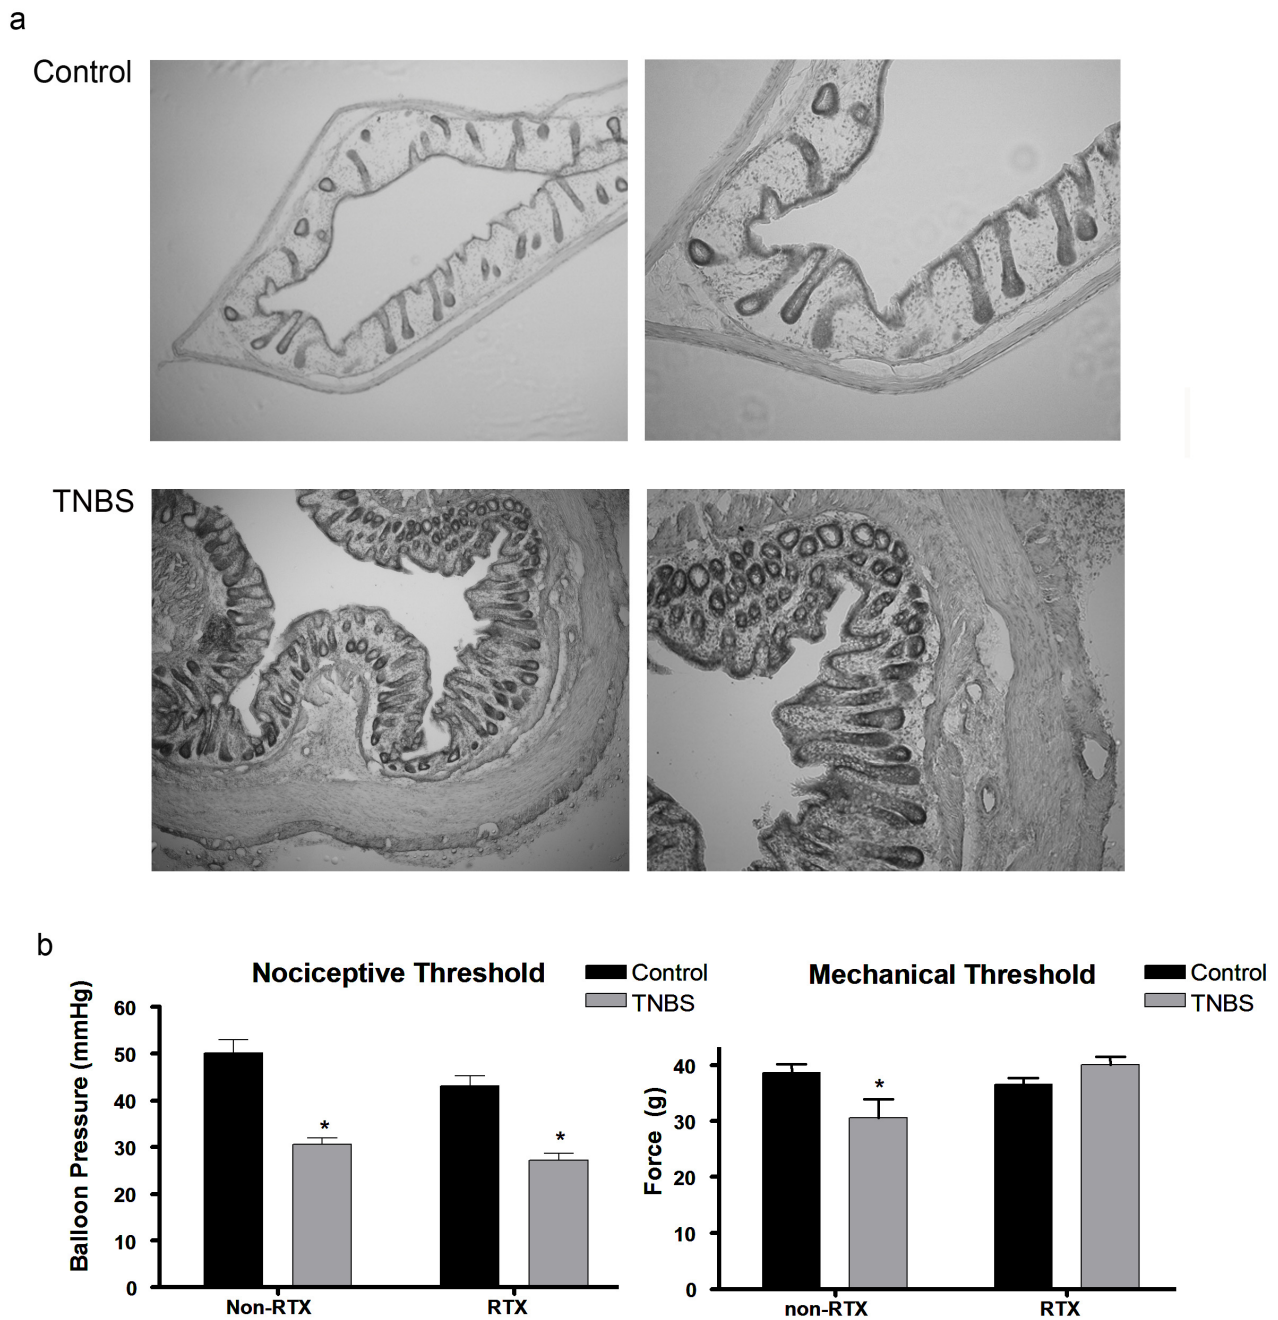 a
Control
TNBS
b
Nociceptive Threshold
Control
TNBS
Balloon Pressure (mmHg)
60
50
40
30
20
10
0
*
*
Non-RTX
RTX
Mechanical Threshold
Control
TNBS
Force (g)
40
30
20
10
0
*
non-RTX
RTX